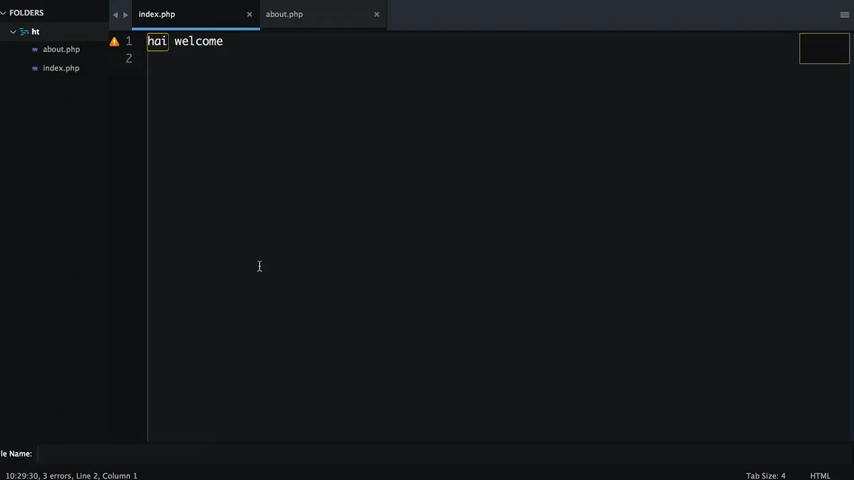 FOLDERS
ht
about.php
index.php
index.php
about.php
1 hai welcome
2
le Name:
10:29:30, 3 errors, Line 2, Column 1
Tab Size: 4
HTML